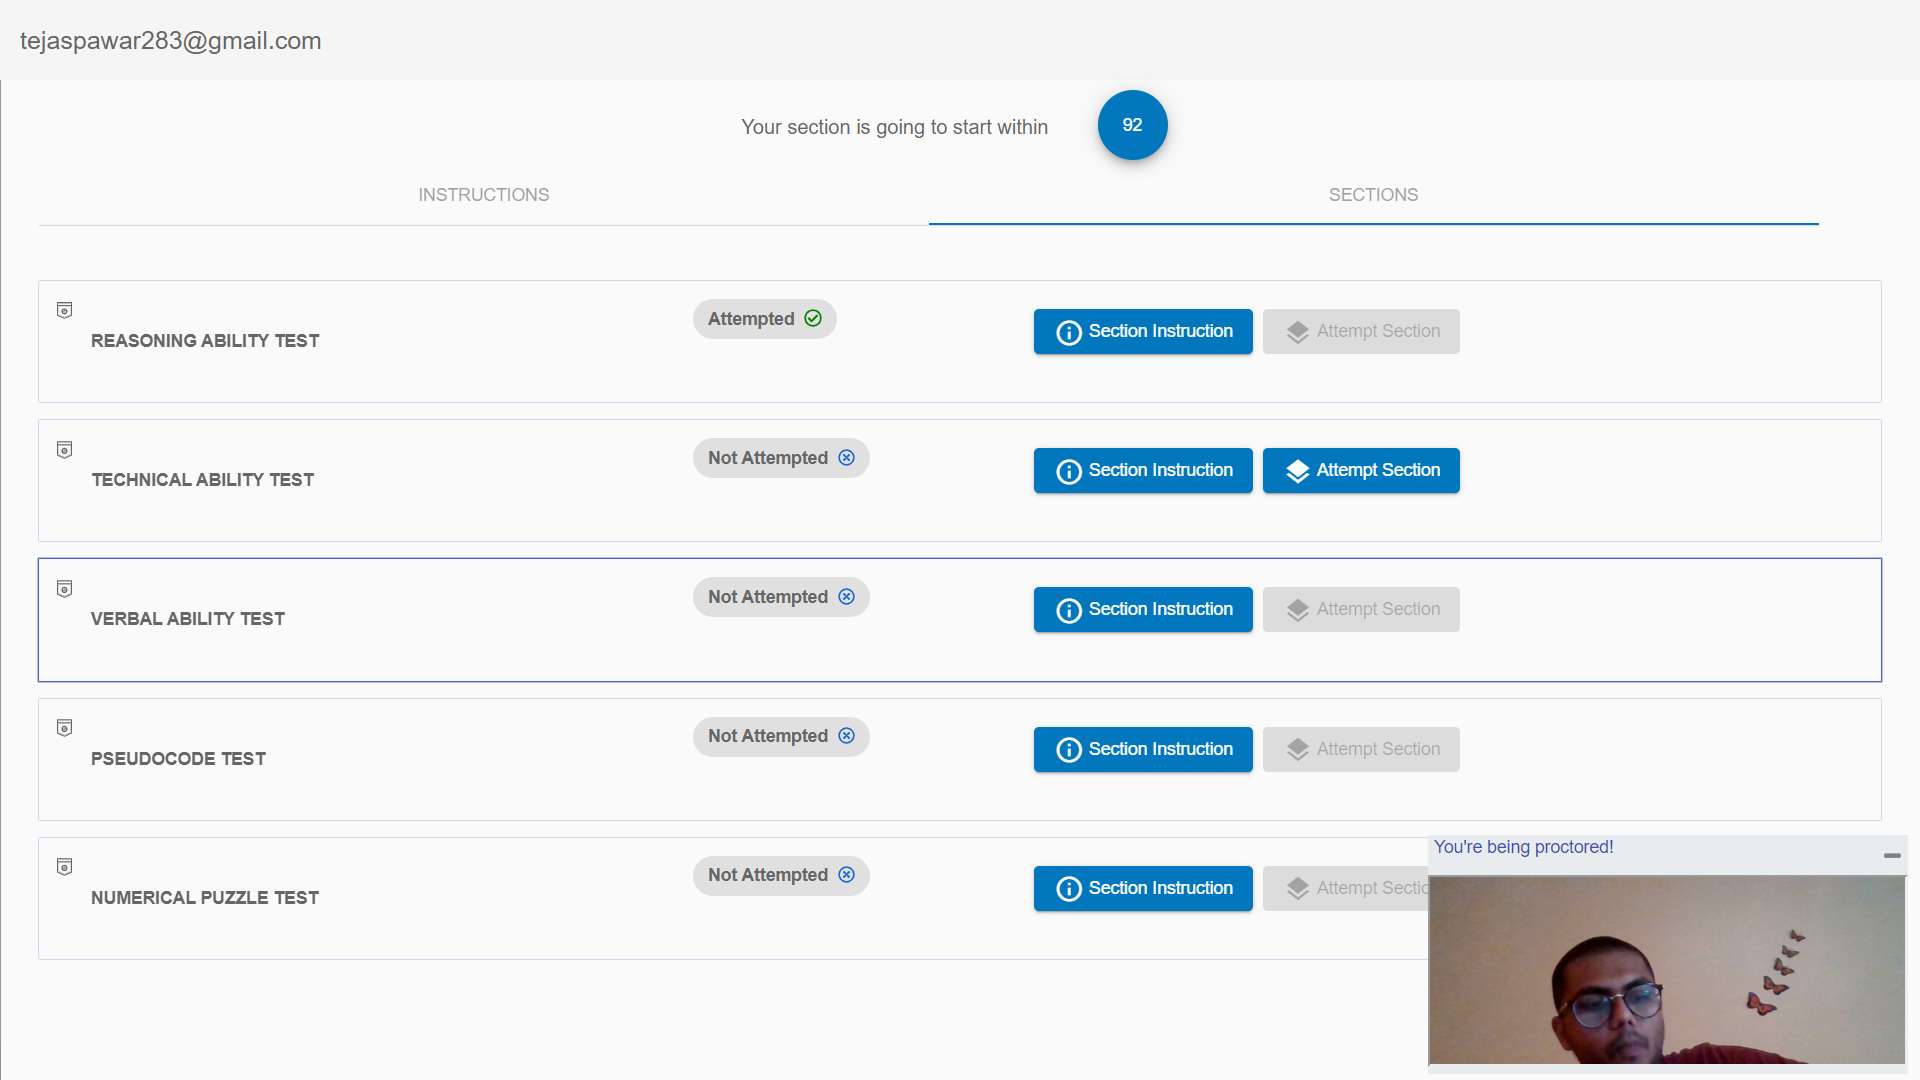 tejaspawar283@gmail.com
Your section is going to start within 92
INSTRUCTIONS SECTIONS
REASONING ABILITY TEST Attempted Section Instruction Attempt Section
TECHNICAL ABILITY TEST Not Attempted Section Instruction Attempt Section
VERBAL ABILITY TEST Not Attempted Section Instruction Attempt Section
PSEUDOCODE TEST Not Attempted Section Instruction Attempt Section
NUMERICAL PUZZLE TEST Not Attempted Section Instruction Attempt Sectio
You're being proctored!